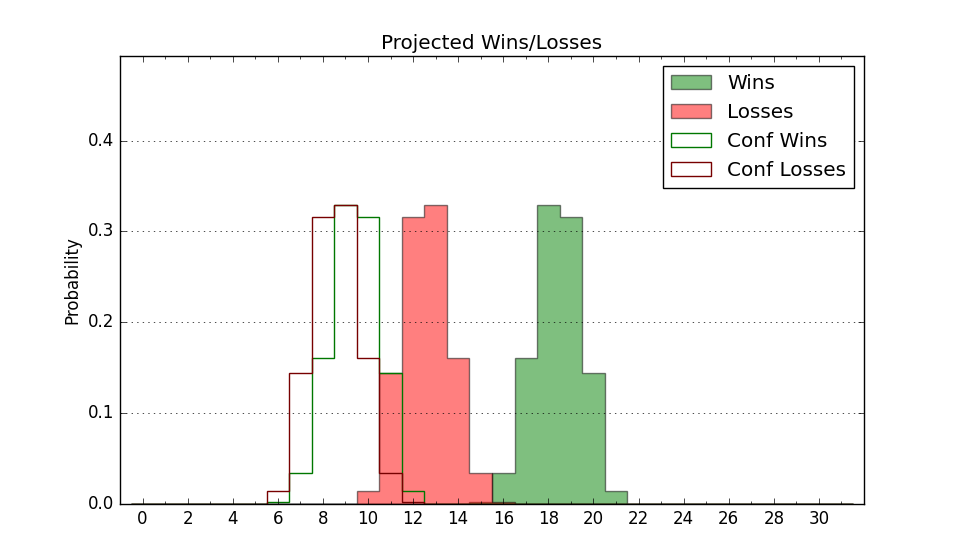 Projected Wins/Losses
Wins
Losses
Conf Wins
Conf Losses
Probability
0.4
0.3
0.2
0.1
0.0
0 2 4 6 8 10 12 14 16 18 20 22 24 26 28 30